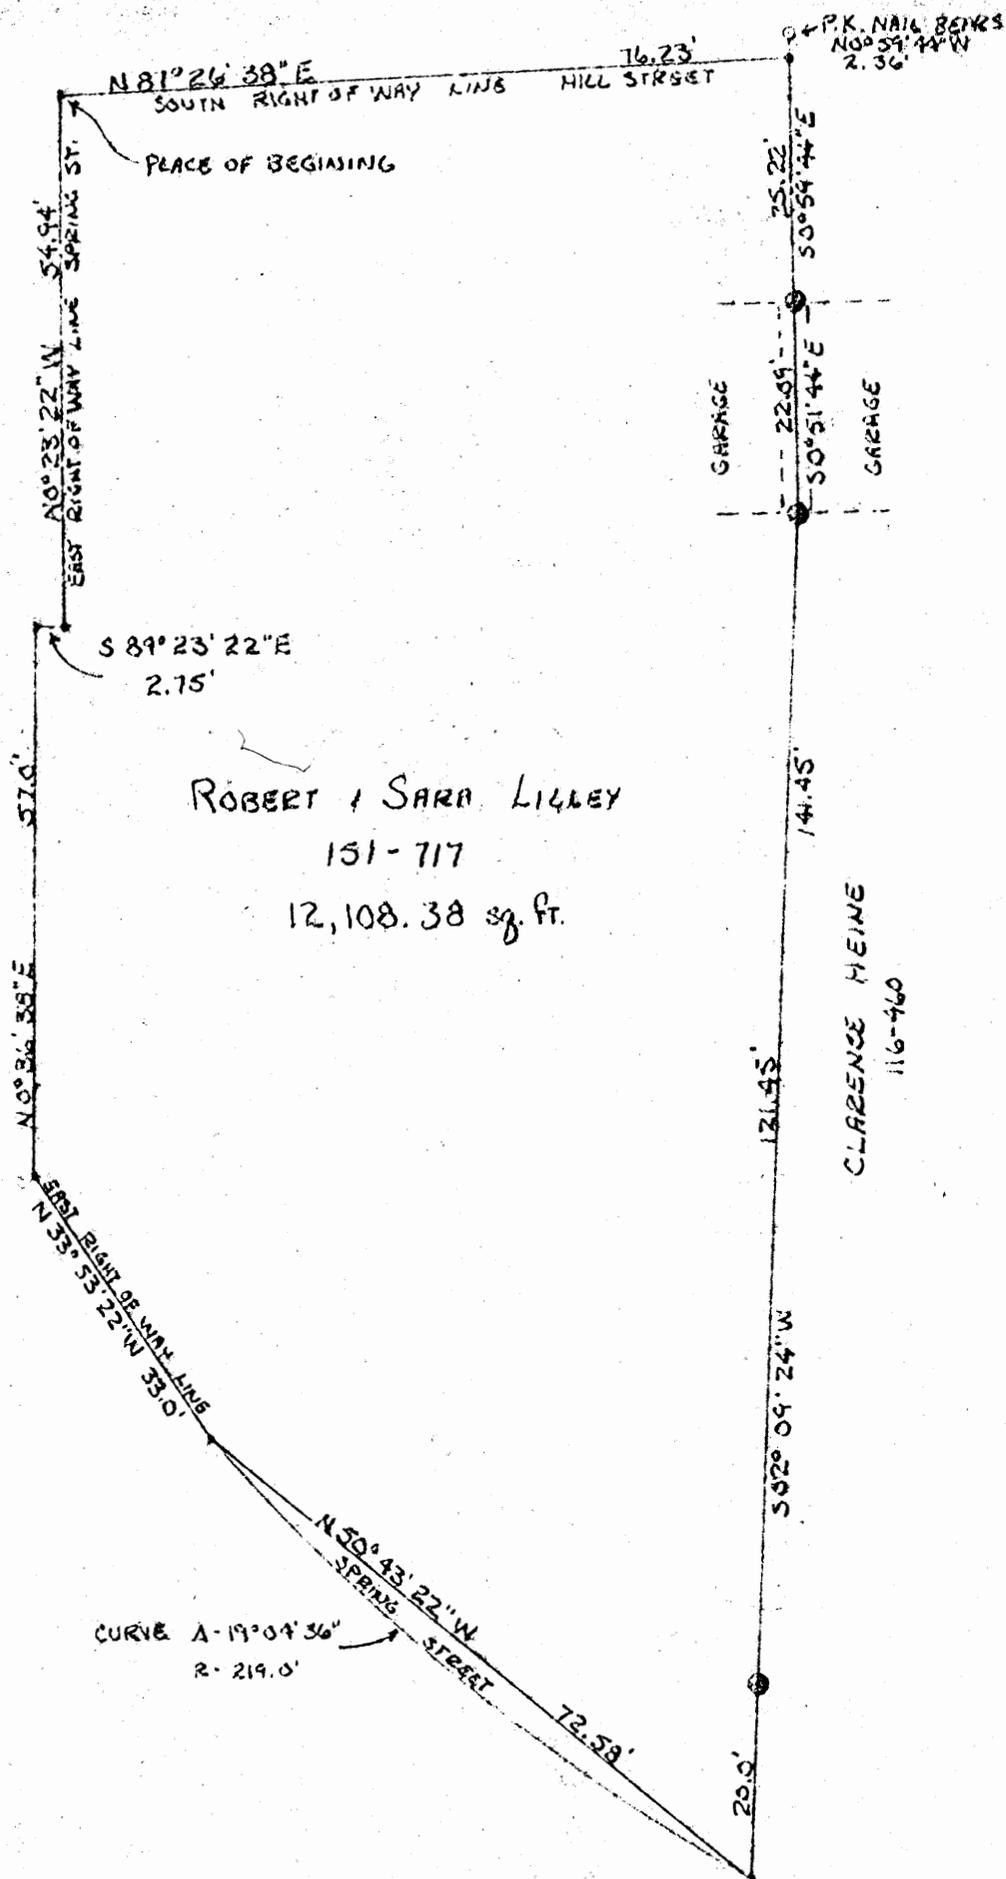 P.K. NAIL BEARS
N0°59'44"W
2.36'
N 81° 26' 38" E
76.23'
SOUTH RIGHT OF WAY LINE HILL STREET
PLACE OF BEGINING
N0° 23' 22" W 54.94'
EAST RIGHT OF WAY LINE SPRING ST.
25.22'
S0°59'44"E
GARAGE
22.09'
S0°51'44"E
GARAGE
S 89° 23' 22"E
2.75'
57.0'
N0°36'38"E
ROBERT & SARA LILLEY
151-717
12,108.38 sq. ft.
141.45'
CLARENCE HEINE
116-460
121.45'
S02° 09' 24"W
EAST RIGHT OF WAY LINE
N 33° 53' 22"W 33.0'
N 50° 43' 22" W
72.58'
SPRING STREET
CURVE Δ-19°04'36"
R- 219.0'
20.0'